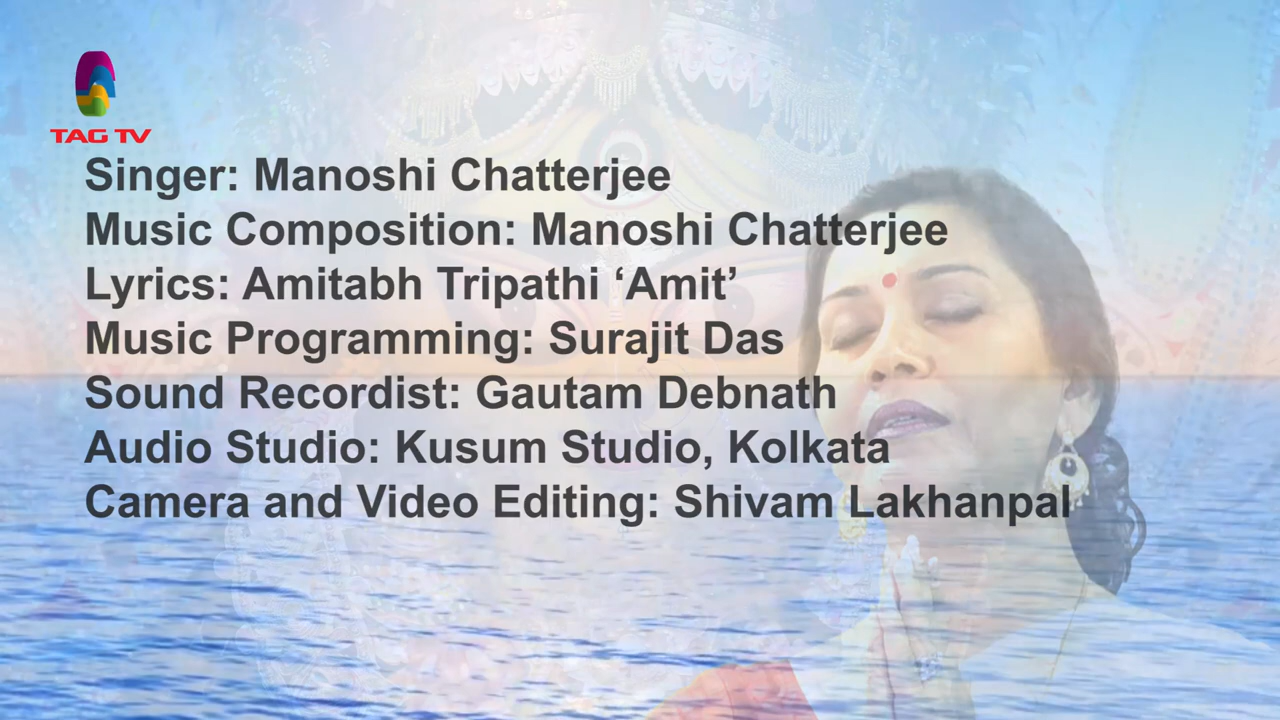 TAG TV
Singer: Manoshi Chatterjee
Music Composition: Manoshi Chatterjee
Lyrics: Amitabh Tripathi ‘Amit’
Music Programming: Surajit Das
Sound Recordist: Gautam Debnath
Audio Studio: Kusum Studio, Kolkata
Camera and Video Editing: Shivam Lakhanpal